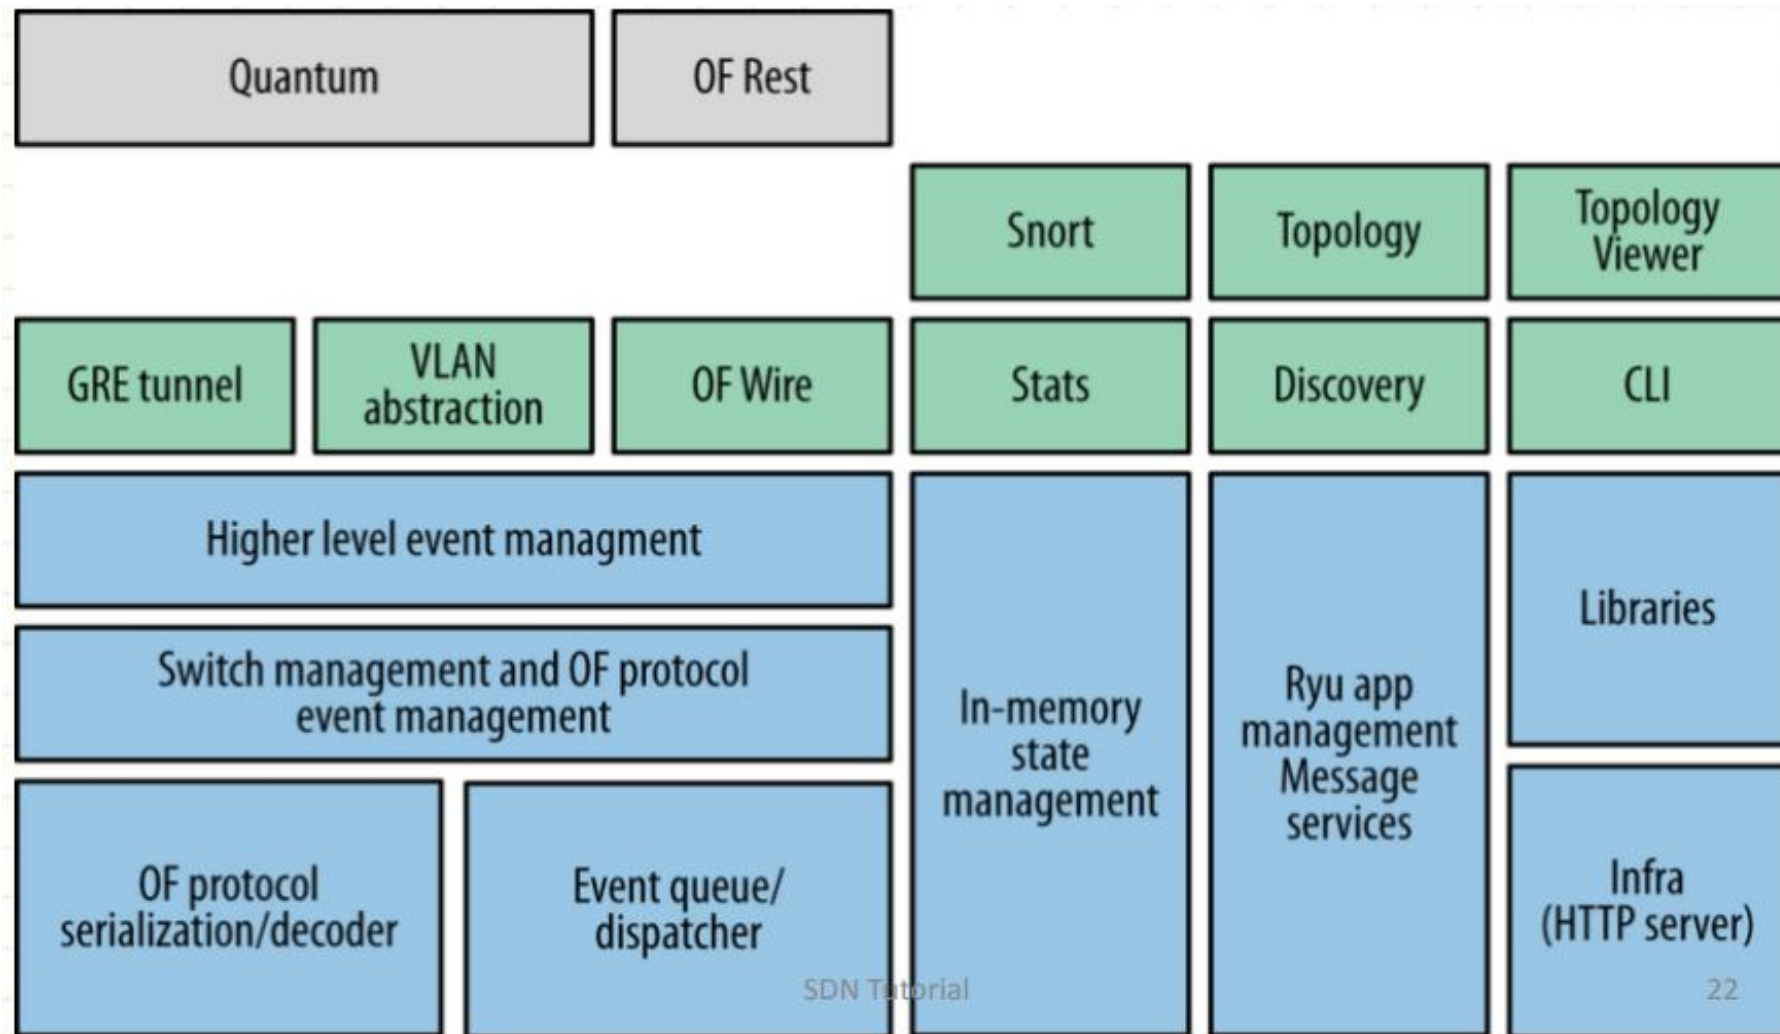 Quantum
OF Rest
Snort
Topology
Topology
Viewer
GRE tunnel
VLAN
abstraction
OF Wire
Stats
Discovery
CLI
Higher level event managment
Switch management and OF protocol
event management
In-memory
state
management
Ryu app
management
Message
services
Libraries
OF protocol
serialization/decoder
Event queue/
dispatcher
Infra
(HTTP server)
SDN Tutorial
22